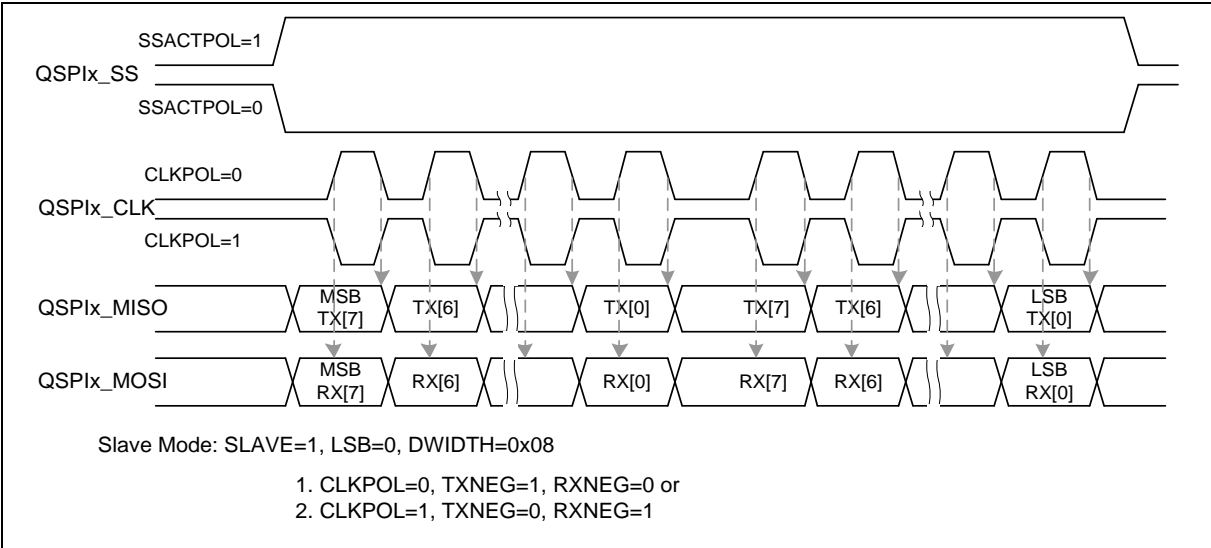 SSACTPOL=1
QSPIx_SS
SSACTPOL=0
CLKPOL=0
QSPIx_CLK
CLKPOL=1
QSPIx_MISO MSB TX[7] TX[6] TX[0] TX[7] TX[6] LSB TX[0]
QSPIx_MOSI MSB RX[7] RX[6] RX[0] RX[7] RX[6] LSB RX[0]
Slave Mode: SLAVE=1, LSB=0, DWIDTH=0x08
1. CLKPOL=0, TXNEG=1, RXNEG=0 or
2. CLKPOL=1, TXNEG=0, RXNEG=1